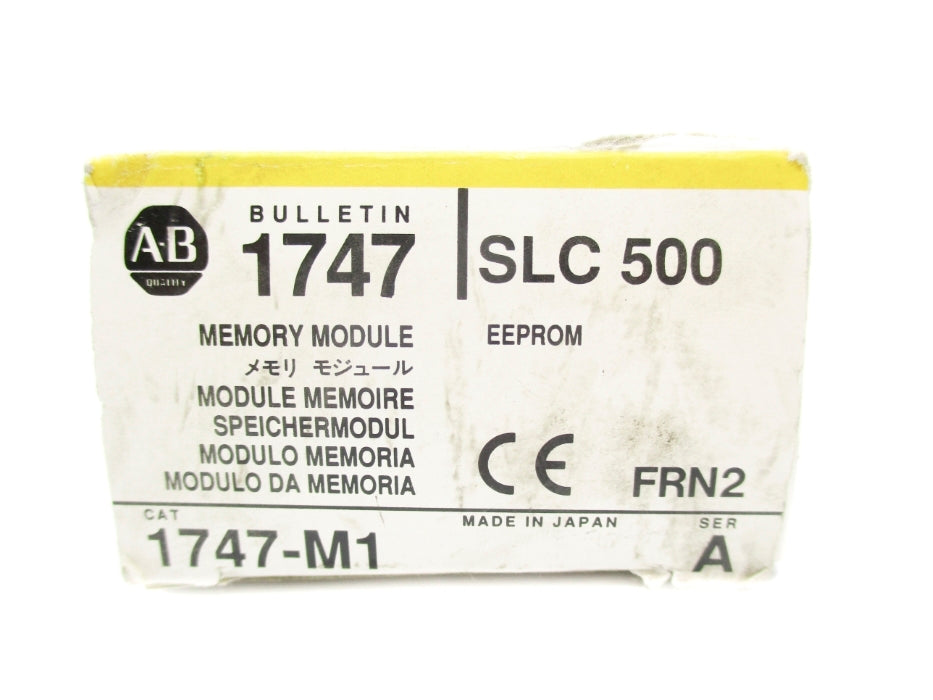 A-B
QUALITY
BULLETIN
1747
SLC 500
MEMORY MODULE
EEPROM
メモリ モジュール
MODULE MEMOIRE
SPEICHERMODUL
MODULO MEMORIA
MODULO DA MEMORIA
CE
FRN2
CAT
1747-M1
MADE IN JAPAN
SER
A